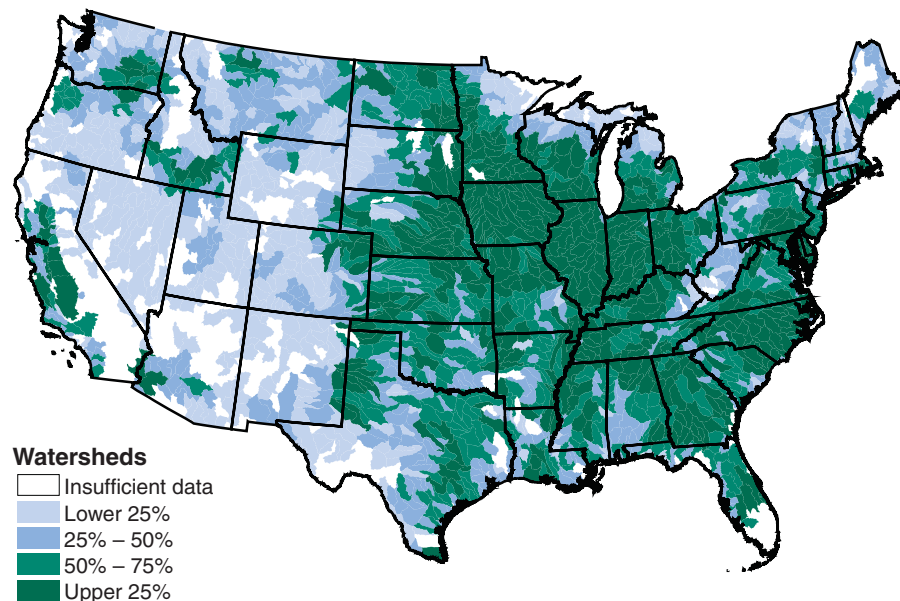 Watersheds
Insufficient data
Lower 25%
25% – 50%
50% – 75%
Upper 25%